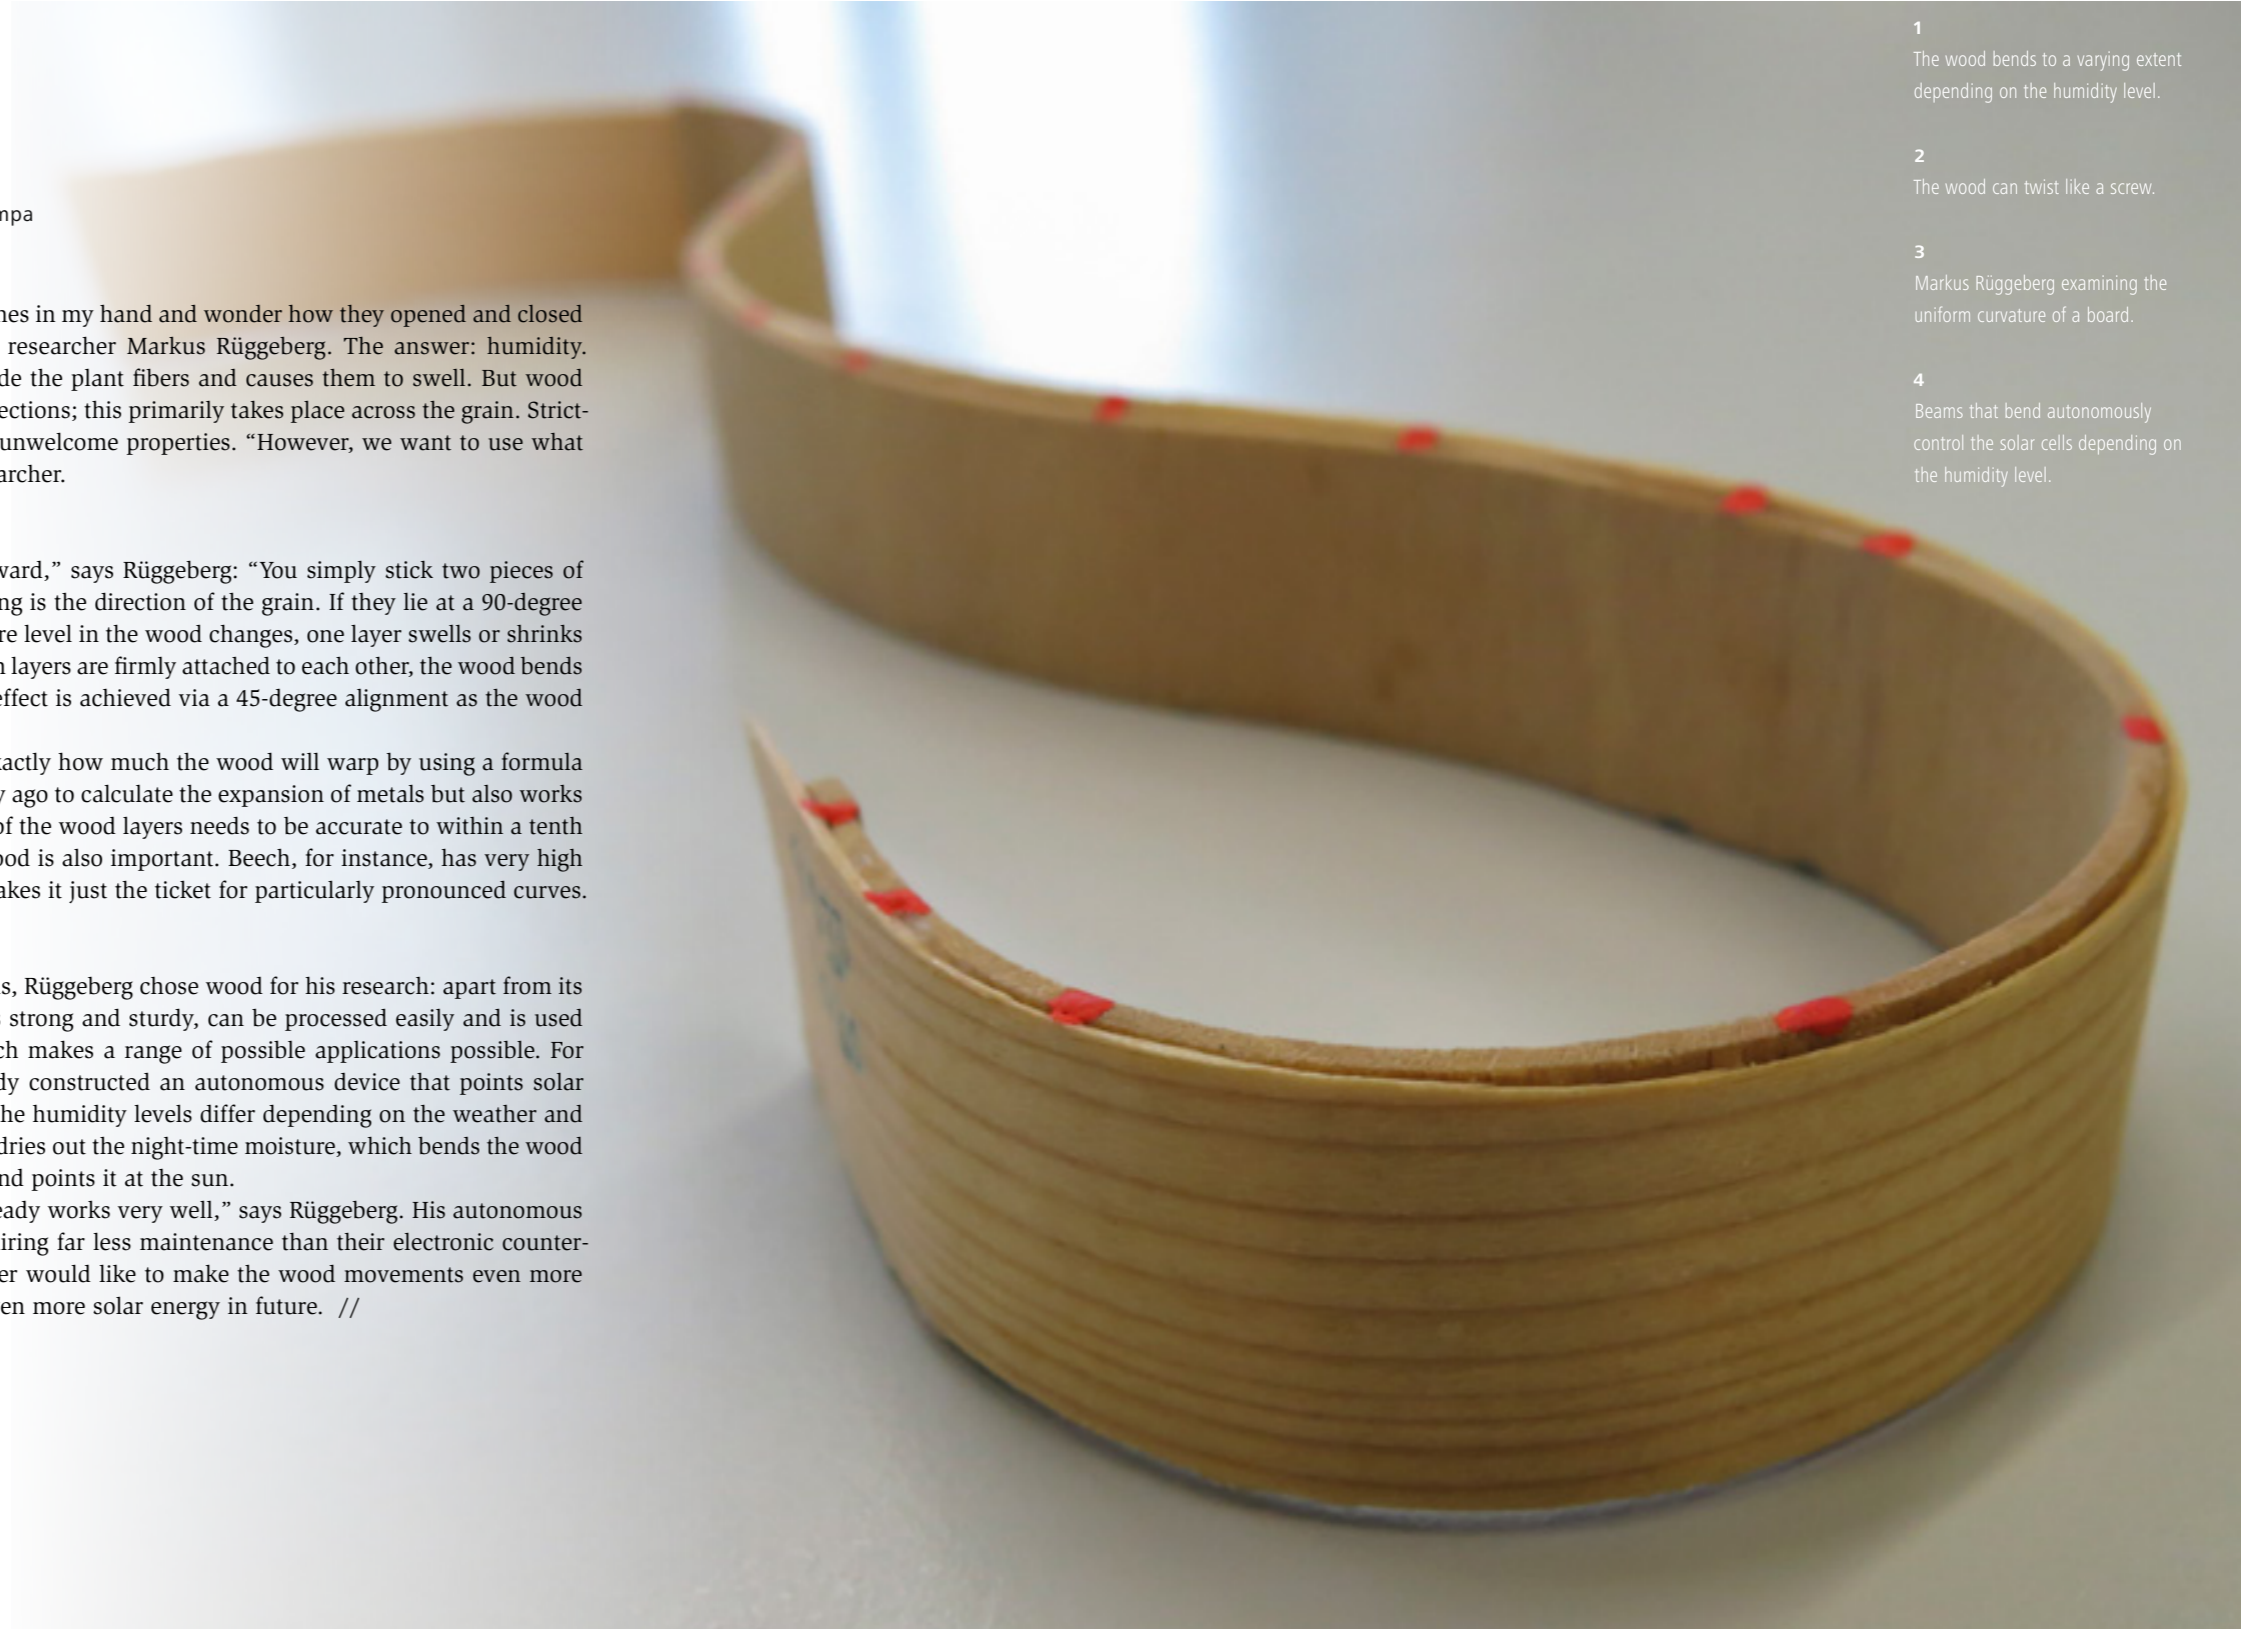 mpa
nes in my hand and wonder how they opened and closed
researcher Markus Rüggeberg. The answer: humidity.
de the plant fibers and causes them to swell. But wood
ections; this primarily takes place across the grain. Strict-
unwelcome properties. “However, we want to use what
archer.
ward,” says Rüggeberg: “You simply stick two pieces of
ng is the direction of the grain. If they lie at a 90-degree
re level in the wood changes, one layer swells or shrinks
h layers are firmly attached to each other, the wood bends
effect is achieved via a 45-degree alignment as the wood
xactly how much the wood will warp by using a formula
y ago to calculate the expansion of metals but also works
of the wood layers needs to be accurate to within a tenth
ood is also important. Beech, for instance, has very high
akes it just the ticket for particularly pronounced curves.
s, Rüggeberg chose wood for his research: apart from its
s strong and sturdy, can be processed easily and is used
ch makes a range of possible applications possible. For
dy constructed an autonomous device that points solar
he humidity levels differ depending on the weather and
dries out the night-time moisture, which bends the wood
nd points it at the sun.
eady works very well,” says Rüggeberg. His autonomous
iring far less maintenance than their electronic counter-
er would like to make the wood movements even more
en more solar energy in future. //
1
The wood bends to a varying extent
depending on the humidity level.
2
The wood can twist like a screw.
3
Markus Rüggeberg examining the
uniform curvature of a board.
4
Beams that bend autonomously
control the solar cells depending on
the humidity level.